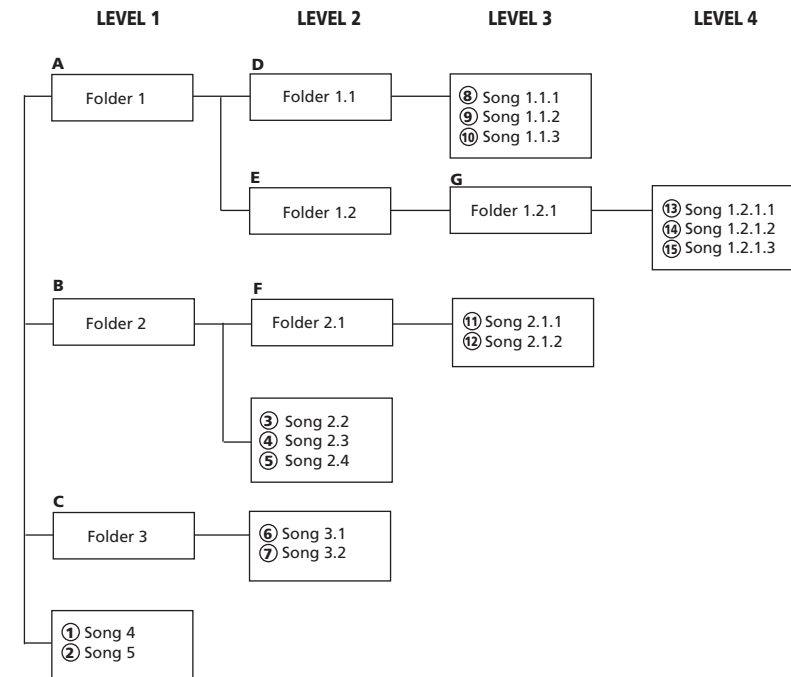 LEVEL 1 LEVEL 2 LEVEL 3 LEVEL 4
A
Folder 1
D
Folder 1.1
⑧ Song 1.1.1
⑨ Song 1.1.2
⑩ Song 1.1.3
E
Folder 1.2
G
Folder 1.2.1
⑬ Song 1.2.1.1
⑭ Song 1.2.1.2
⑮ Song 1.2.1.3
B
Folder 2
F
Folder 2.1
⑪ Song 2.1.1
⑫ Song 2.1.2
③ Song 2.2
④ Song 2.3
⑤ Song 2.4
C
Folder 3
⑥ Song 3.1
⑦ Song 3.2
① Song 4
② Song 5